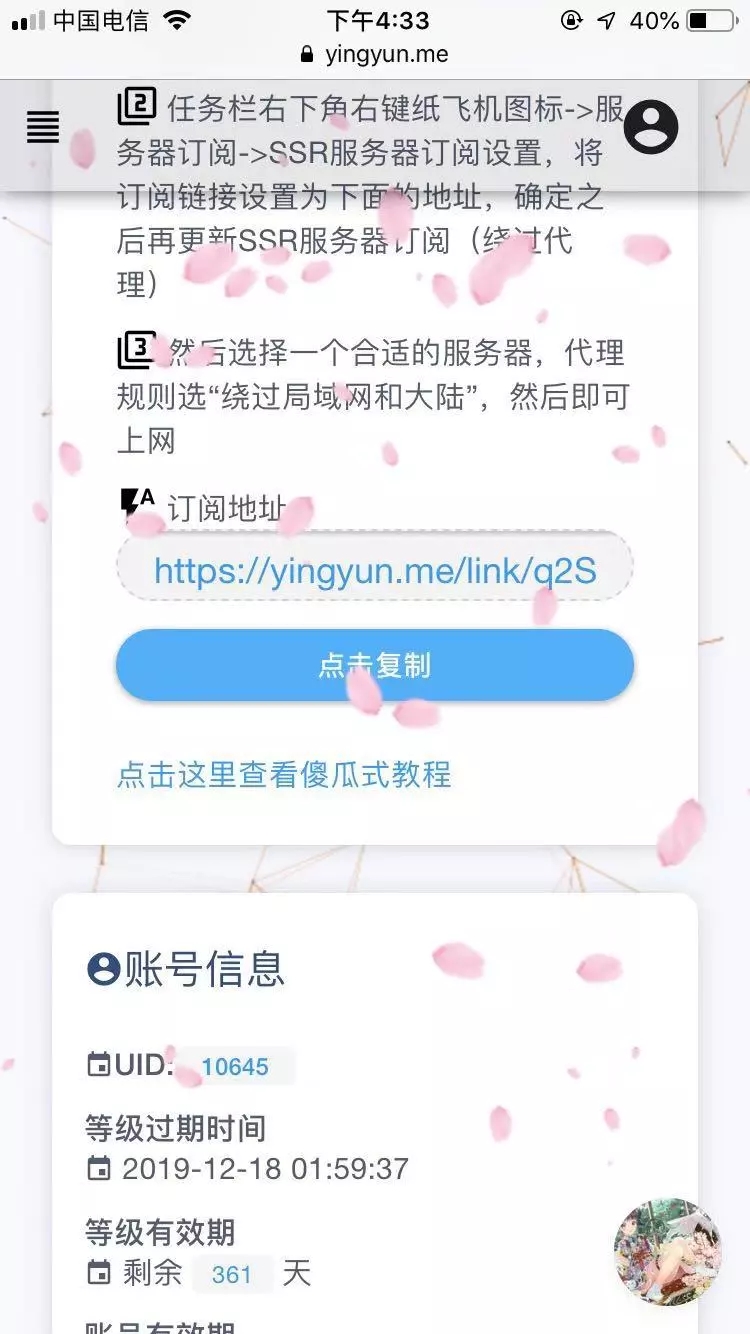 中国电信 下午4:33 40%
yingyun.me
2 任务栏右下角右键纸飞机图标->服
务器订阅->SSR服务器订阅设置，将
订阅链接设置为下面的地址，确定之
后再更新SSR服务器订阅（绕过代
理）
3 然后选择一个合适的服务器，代理
规则选“绕过局域网和大陆”，然后即可
上网
A 订阅地址
https://yingyun.me/link/q2S
点击复制
点击这里查看傻瓜式教程
账号信息
UID: 10645
等级过期时间
2019-12-18 01:59:37
等级有效期
剩余 361 天
账号有效期